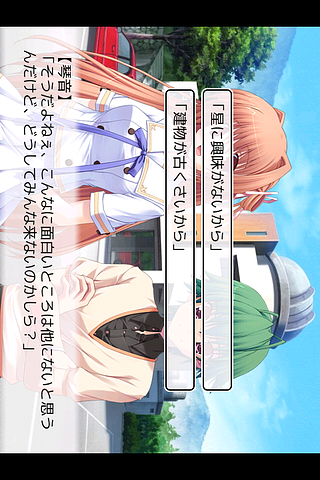 「星に興味がないから」
「建物が古くさいから」
【琴音】
「そうだよねぇ、こんなに面白いところは他にないと思う
んだけど、どうしてみんな来ないのかしら？」